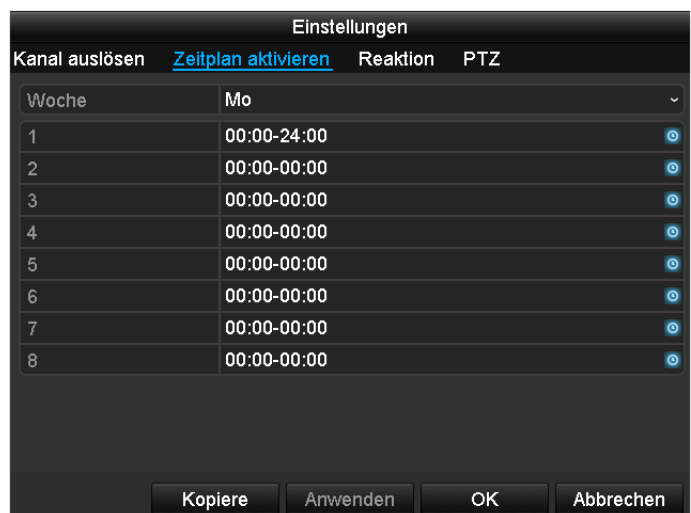 Einstellungen
Kanal auslösen Zeitplan aktivieren Reaktion PTZ
Woche Mo
1 00:00-24:00
2 00:00-00:00
3 00:00-00:00
4 00:00-00:00
5 00:00-00:00
6 00:00-00:00
7 00:00-00:00
8 00:00-00:00
Kopiere Anwenden OK Abbrechen